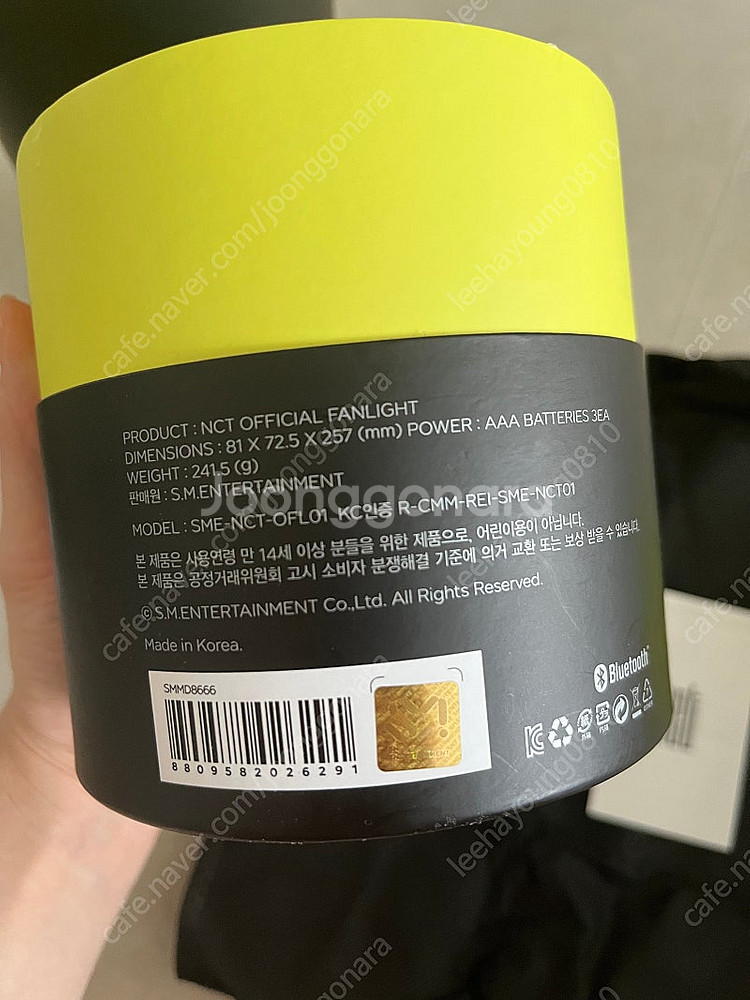 PRODUCT : NCT OFFICIAL FANLIGHT
DIMENSIONS : 81 X 72.5 X 257 (mm) POWER : AAA BATTERIES 3EA
WEIGHT : 241.5 (g)
판매원 : S.M.ENTERTAINMENT
MODEL : SME-NCT-OFL01 KC인증 R-CMM-REI-SME-NCT01
본 제품은 사용연령 만 14세 이상 분들을 위한 제품으로, 어린이용이 아닙니다.
본 제품은 공정거래위원회 고시 소비자 분쟁해결 기준에 의거 교환 또는 보상 받을 수 있습니다.
© S.M.ENTERTAINMENT Co.,Ltd. All Rights Reserved.
Made in Korea.
Bluetooth
SMMD8666
8809582026291
Joonggonara
cafe.naver.com/joonggonara
leehayoung0810